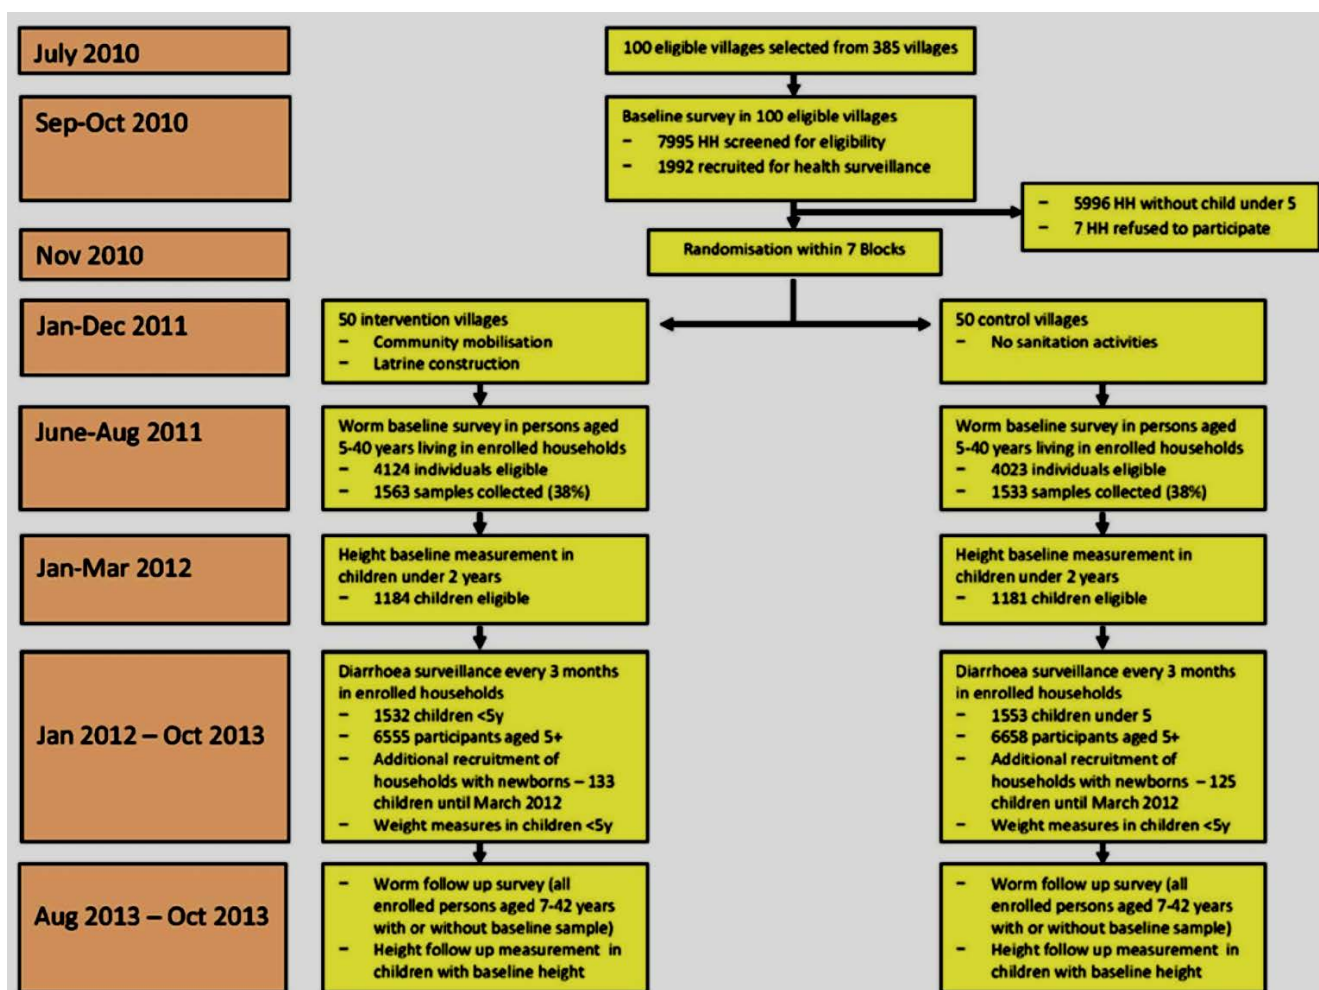 July 2010
100 eligible villages selected from 385 villages
Sep-Oct 2010
Baseline survey in 100 eligible villages
– 7995 HH screened for eligibility
– 1992 recruited for health surveillance
– 5996 HH without child under 5
– 7 HH refused to participate
Nov 2010
Randomisation within 7 Blocks
Jan-Dec 2011
50 intervention villages
– Community mobilisation
– Latrine construction
50 control villages
– No sanitation activities
June-Aug 2011
Worm baseline survey in persons aged
5-40 years living in enrolled households
– 4124 individuals eligible
– 1563 samples collected (38%)
Worm baseline survey in persons aged
5-40 years living in enrolled households
– 4023 individuals eligible
– 1533 samples collected (38%)
Jan-Mar 2012
Height baseline measurement in
children under 2 years
– 1184 children eligible
Height baseline measurement in
children under 2 years
– 1181 children eligible
Jan 2012 – Oct 2013
Diarrhoea surveillance every 3 months
in enrolled households
– 1532 children <5y
– 6555 participants aged 5+
– Additional recruitment of
households with newborns – 133
children until March 2012
– Weight measures in children <5y
Diarrhoea surveillance every 3 months
in enrolled households
– 1553 children under 5
– 6658 participants aged 5+
– Additional recruitment of
households with newborns – 125
children until March 2012
– Weight measures in children <5y
Aug 2013 – Oct 2013
– Worm follow up survey (all
enrolled persons aged 7-42 years
with or without baseline sample)
– Height follow up measurement in
children with baseline height
– Worm follow up survey (all
enrolled persons aged 7-42 years
with or without baseline sample)
– Height follow up measurement in
children with baseline height